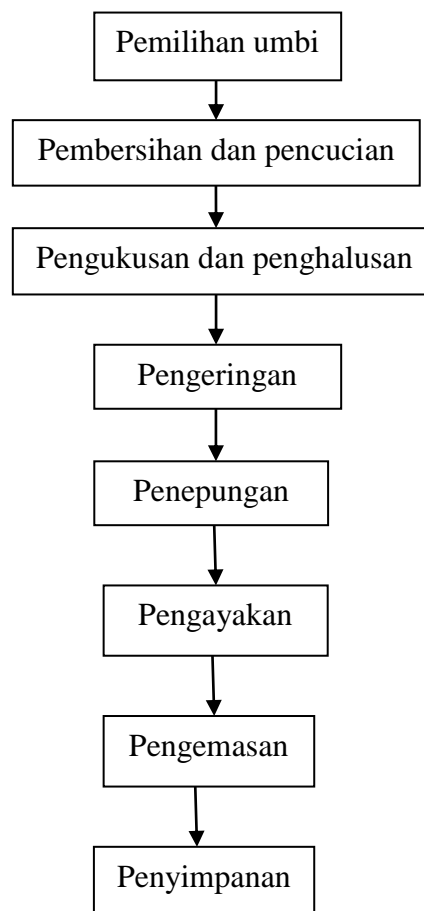 Pemilihan umbi
Pembersihan dan pencucian
Pengukusan dan penghalusan
Pengeringan
Penepungan
Pengayakan
Pengemasan
Penyimpanan